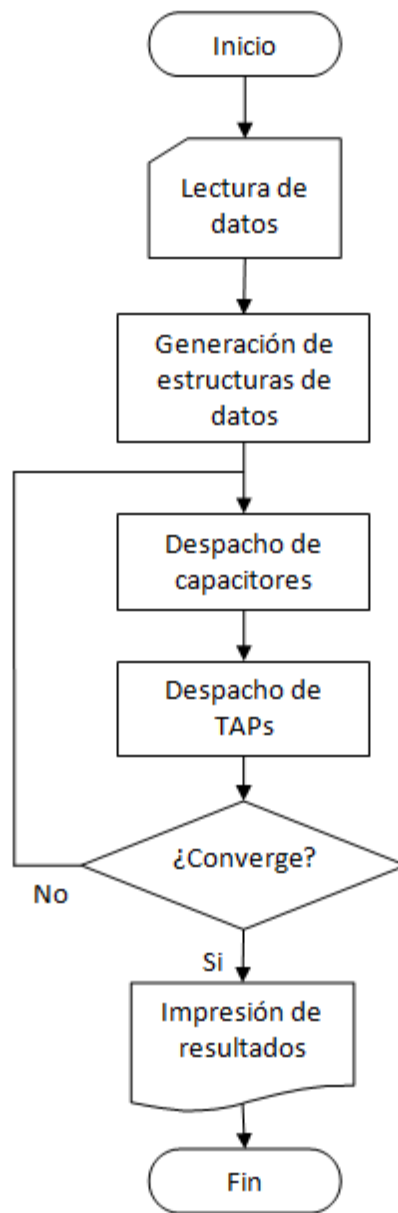 Inicio
Lectura de
datos
Generación de
estructuras de
datos
Despacho de
capacitores
Despacho de
TAPs
¿Converge?
No
Si
Impresión de
resultados
Fin